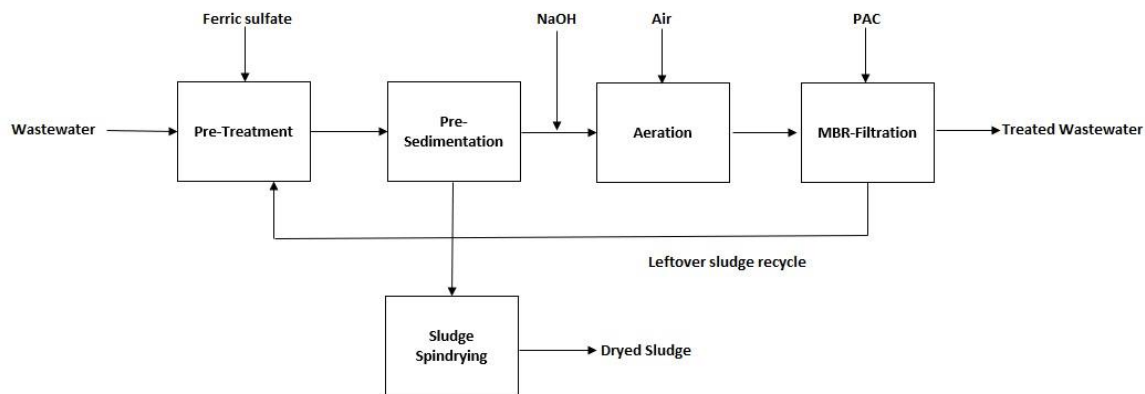 Ferric sulfate
NaOH
Air
PAC
Wastewater
Pre-Treatment
Pre-
Sedimentation
Aeration
MBR-Filtration
Treated Wastewater
Leftover sludge recycle
Sludge
Spindrying
Dryed Sludge